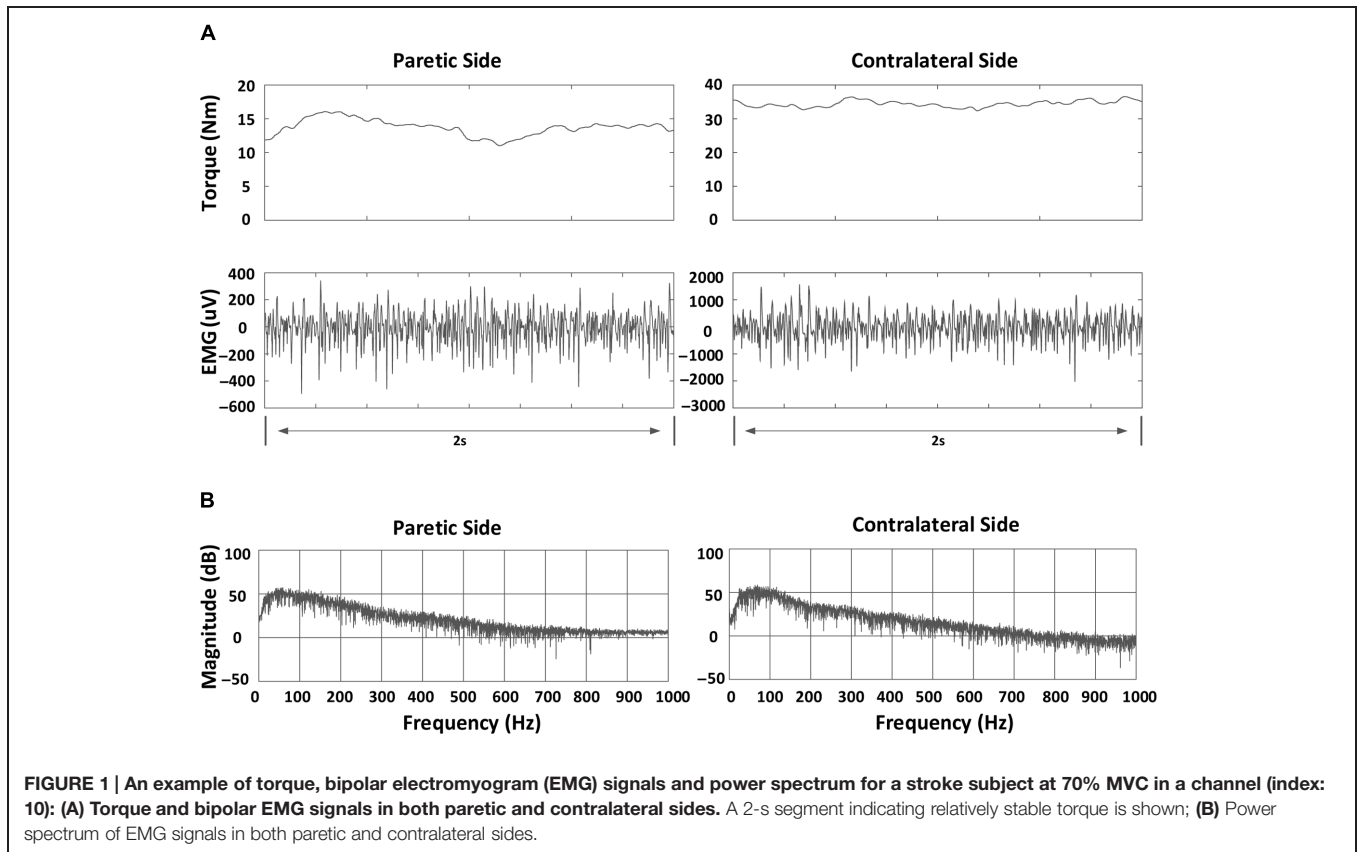 A
Paretic Side
Contralateral Side
Torque (Nm)
20
15
10
5
0
40
30
20
10
0
EMG (uV)
400
200
0
−200
−400
−600
2000
1000
0
−1000
−2000
−3000
2s
2s
B
Paretic Side
Contralateral Side
Magnitude (dB)
100
50
0
−50
0 100 200 300 400 500 600 700 800 900 1000
Frequency (Hz)
100
50
0
−50
0 100 200 300 400 500 600 700 800 900 1000
Frequency (Hz)
FIGURE 1 | An example of torque, bipolar electromyogram (EMG) signals and power spectrum for a stroke subject at 70% MVC in a channel (index:
10): (A) Torque and bipolar EMG signals in both paretic and contralateral sides. A 2-s segment indicating relatively stable torque is shown; (B) Power
spectrum of EMG signals in both paretic and contralateral sides.